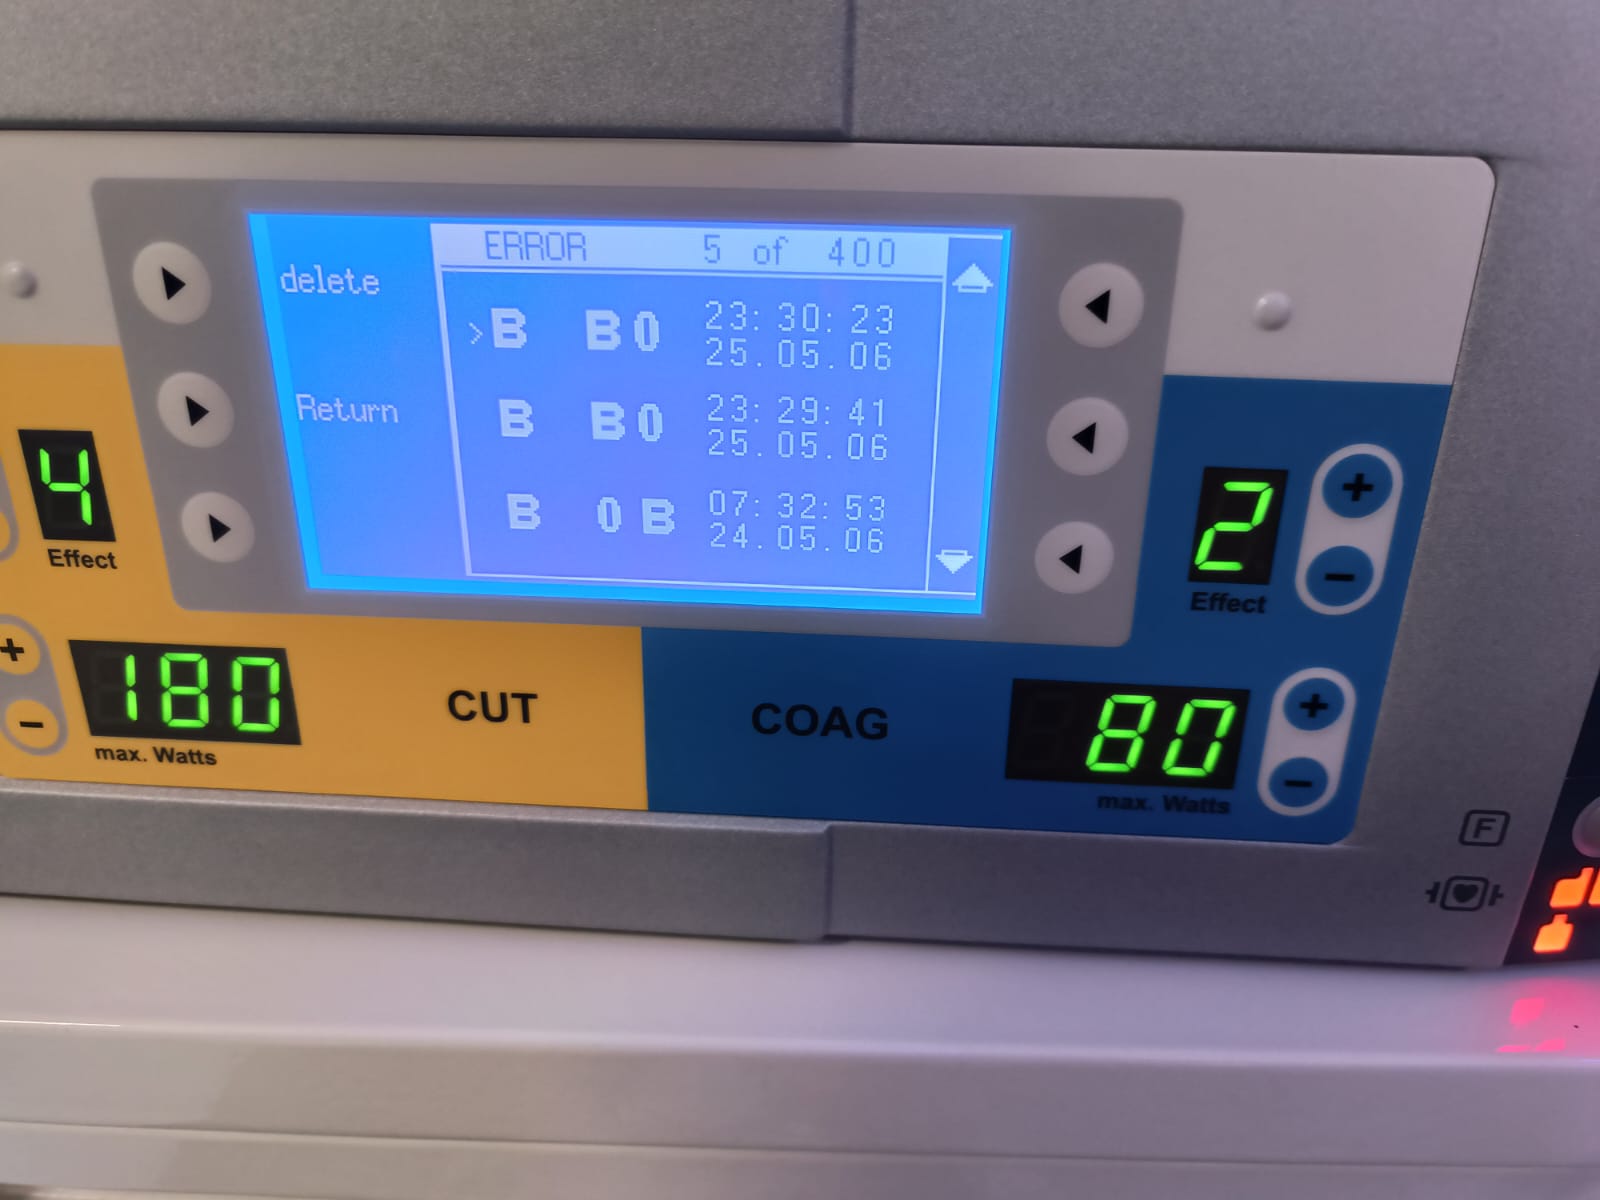 ERROR 5 of 400
delete
>B B0 23:30:23
25.05.06
Return
B B0 23:29:41
25.05.06
B 0B 07:32:53
24.05.06
4
Effect
2
Effect
+
-
+
-
180
max. Watts
CUT
COAG
80
max. Watts
+
-
F